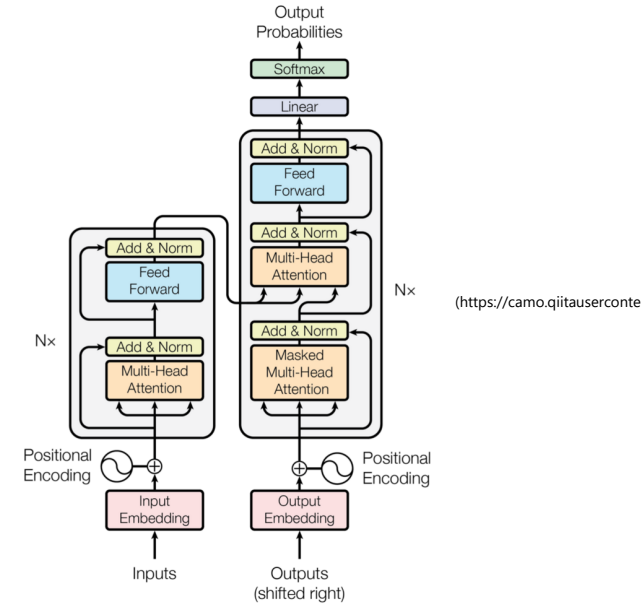 Output
Probabilities
Softmax
Linear
Add & Norm
Feed
Forward
Add & Norm
Multi-Head
Attention
Add & Norm
Masked
Multi-Head
Attention
N×
Add & Norm
Feed
Forward
Add & Norm
Multi-Head
Attention
N×
Positional
Encoding
Positional
Encoding
Input
Embedding
Output
Embedding
Inputs
Outputs
(shifted right)
(https://camo.qiitauserconte